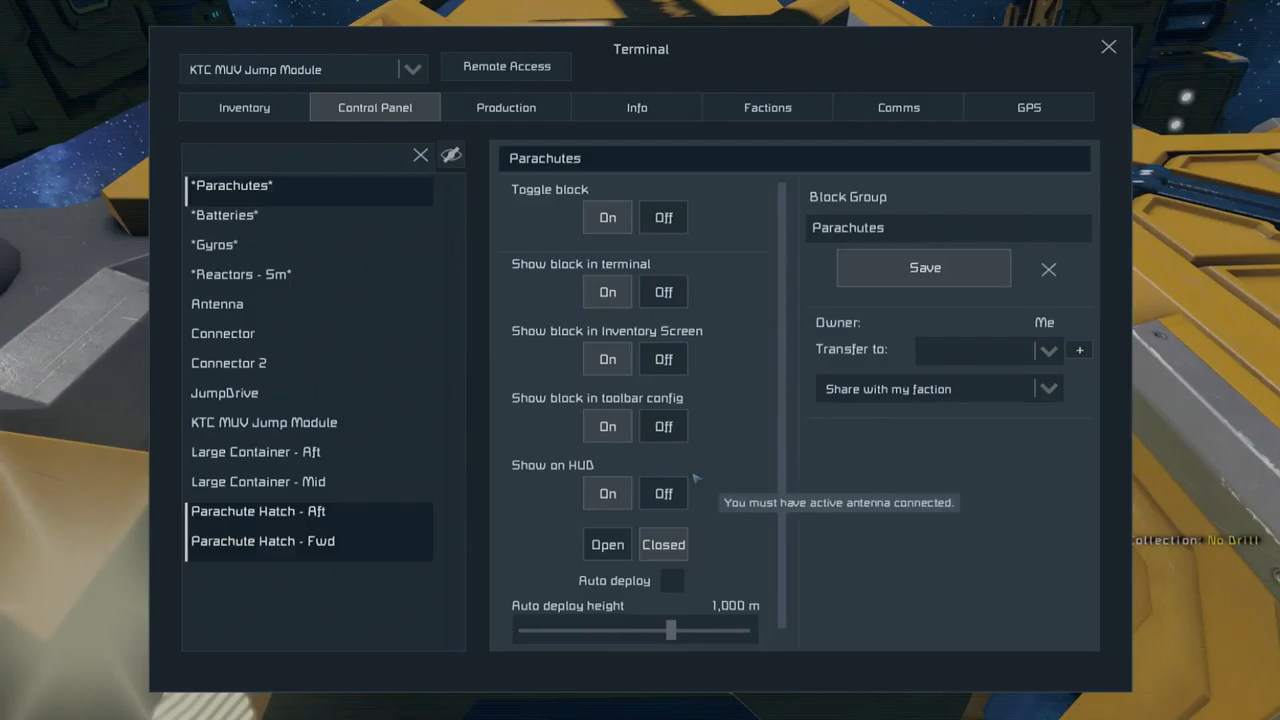 Terminal
KTC MUV Jump Module
Remote Access
Inventory
Control Panel
Production
Info
Factions
Comms
GPS
*Parachutes*
*Batteries*
*Gyros*
*Reactors - Sm*
Antenna
Connector
Connector 2
JumpDrive
KTC MUV Jump Module
Large Container - Aft
Large Container - Mid
Parachute Hatch - Aft
Parachute Hatch - Fwd
Parachutes
Toggle block
On Off
Show block in terminal
On Off
Show block in Inventory Screen
On Off
Show block in toolbar config
On Off
Show on HUD
On Off
You must have active antenna connected.
Open Closed
Auto deploy
Auto deploy height 1,000 m
Block Group
Parachutes
Save
Owner: Me
Transfer to:
+
Share with my faction
ollection: No Drill